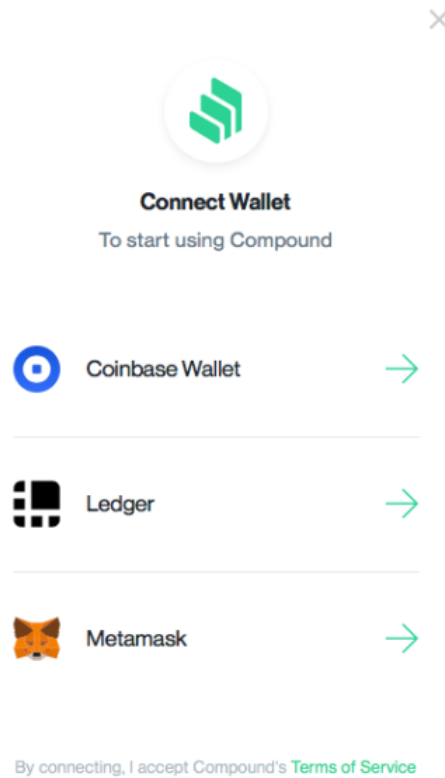 Connect Wallet
To start using Compound
Coinbase Wallet
Ledger
Metamask
By connecting, I accept Compound's Terms of Service